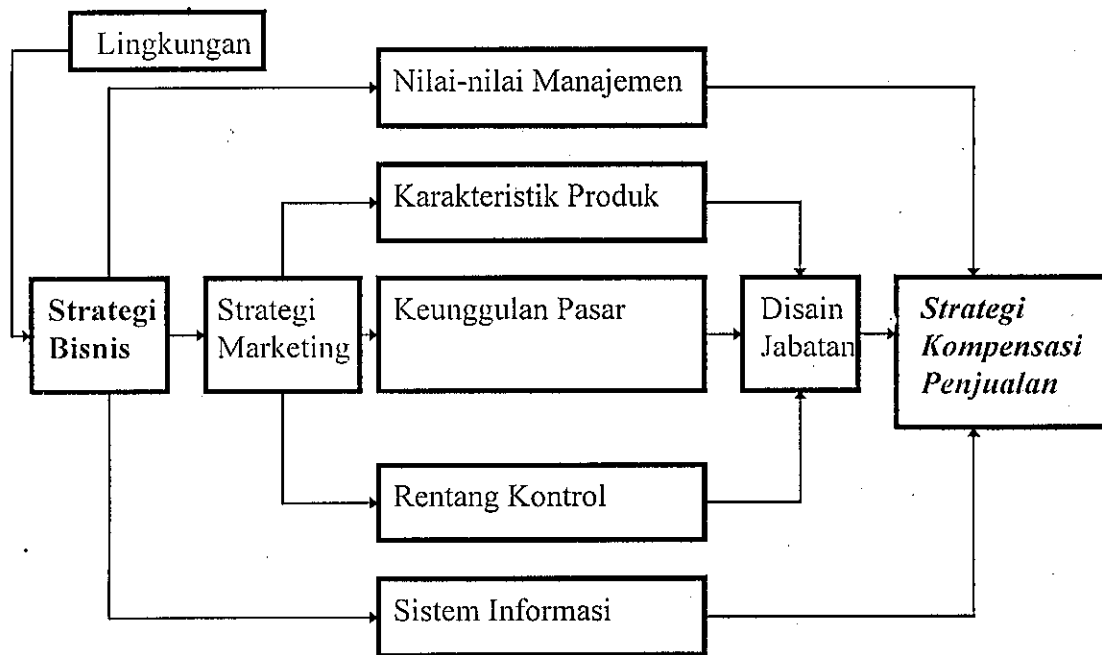 Lingkungan
Nilai-nilai Manajemen
Karakteristik Produk
Strategi
Bisnis
Strategi
Marketing
Keunggulan Pasar
Disain
Jabatan
Strategi
Kompensasi
Penjualan
Rentang Kontrol
Sistem Informasi